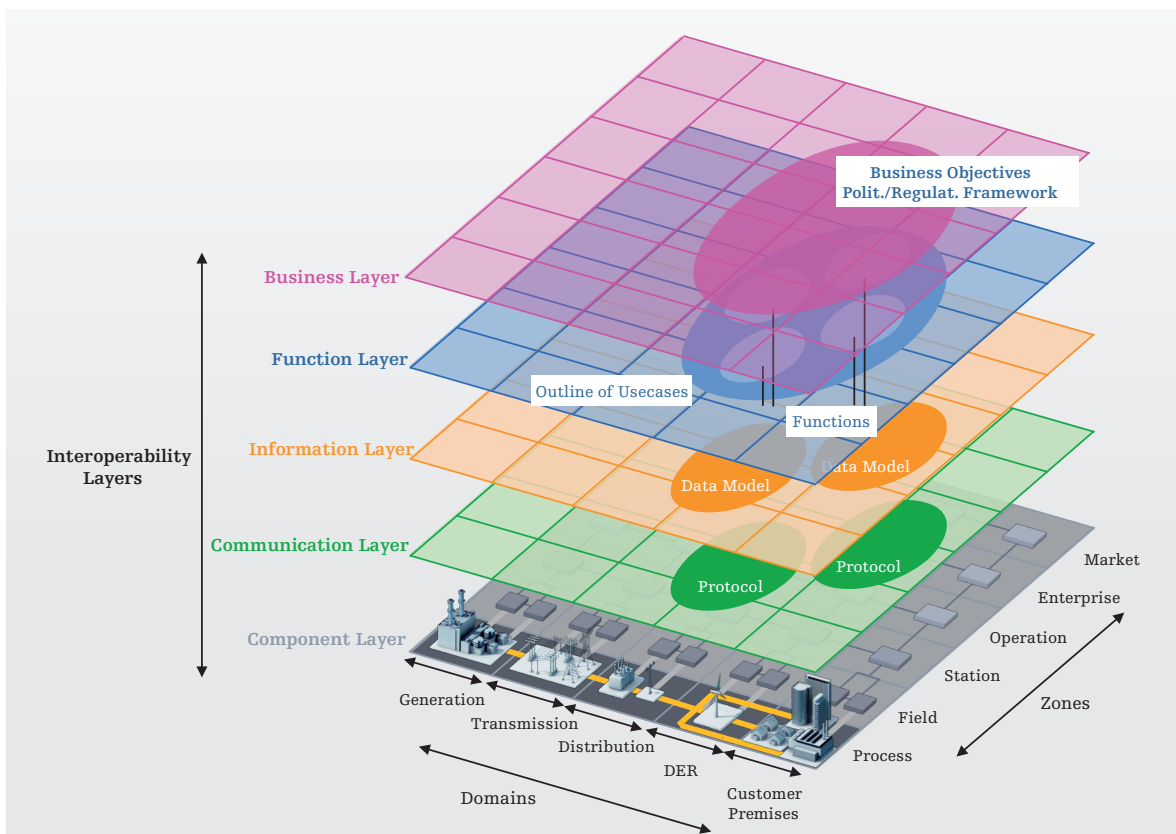 Business Objectives
Polit./Regulat. Framework
Business Layer
Function Layer
Outline of Usecases
Functions
Information Layer
Interoperability
Layers
Data Model
Data Model
Communication Layer
Protocol
Protocol
Component Layer
Market
Enterprise
Operation
Station
Field
Process
Zones
Generation
Transmission
Distribution
DER
Customer
Premises
Domains